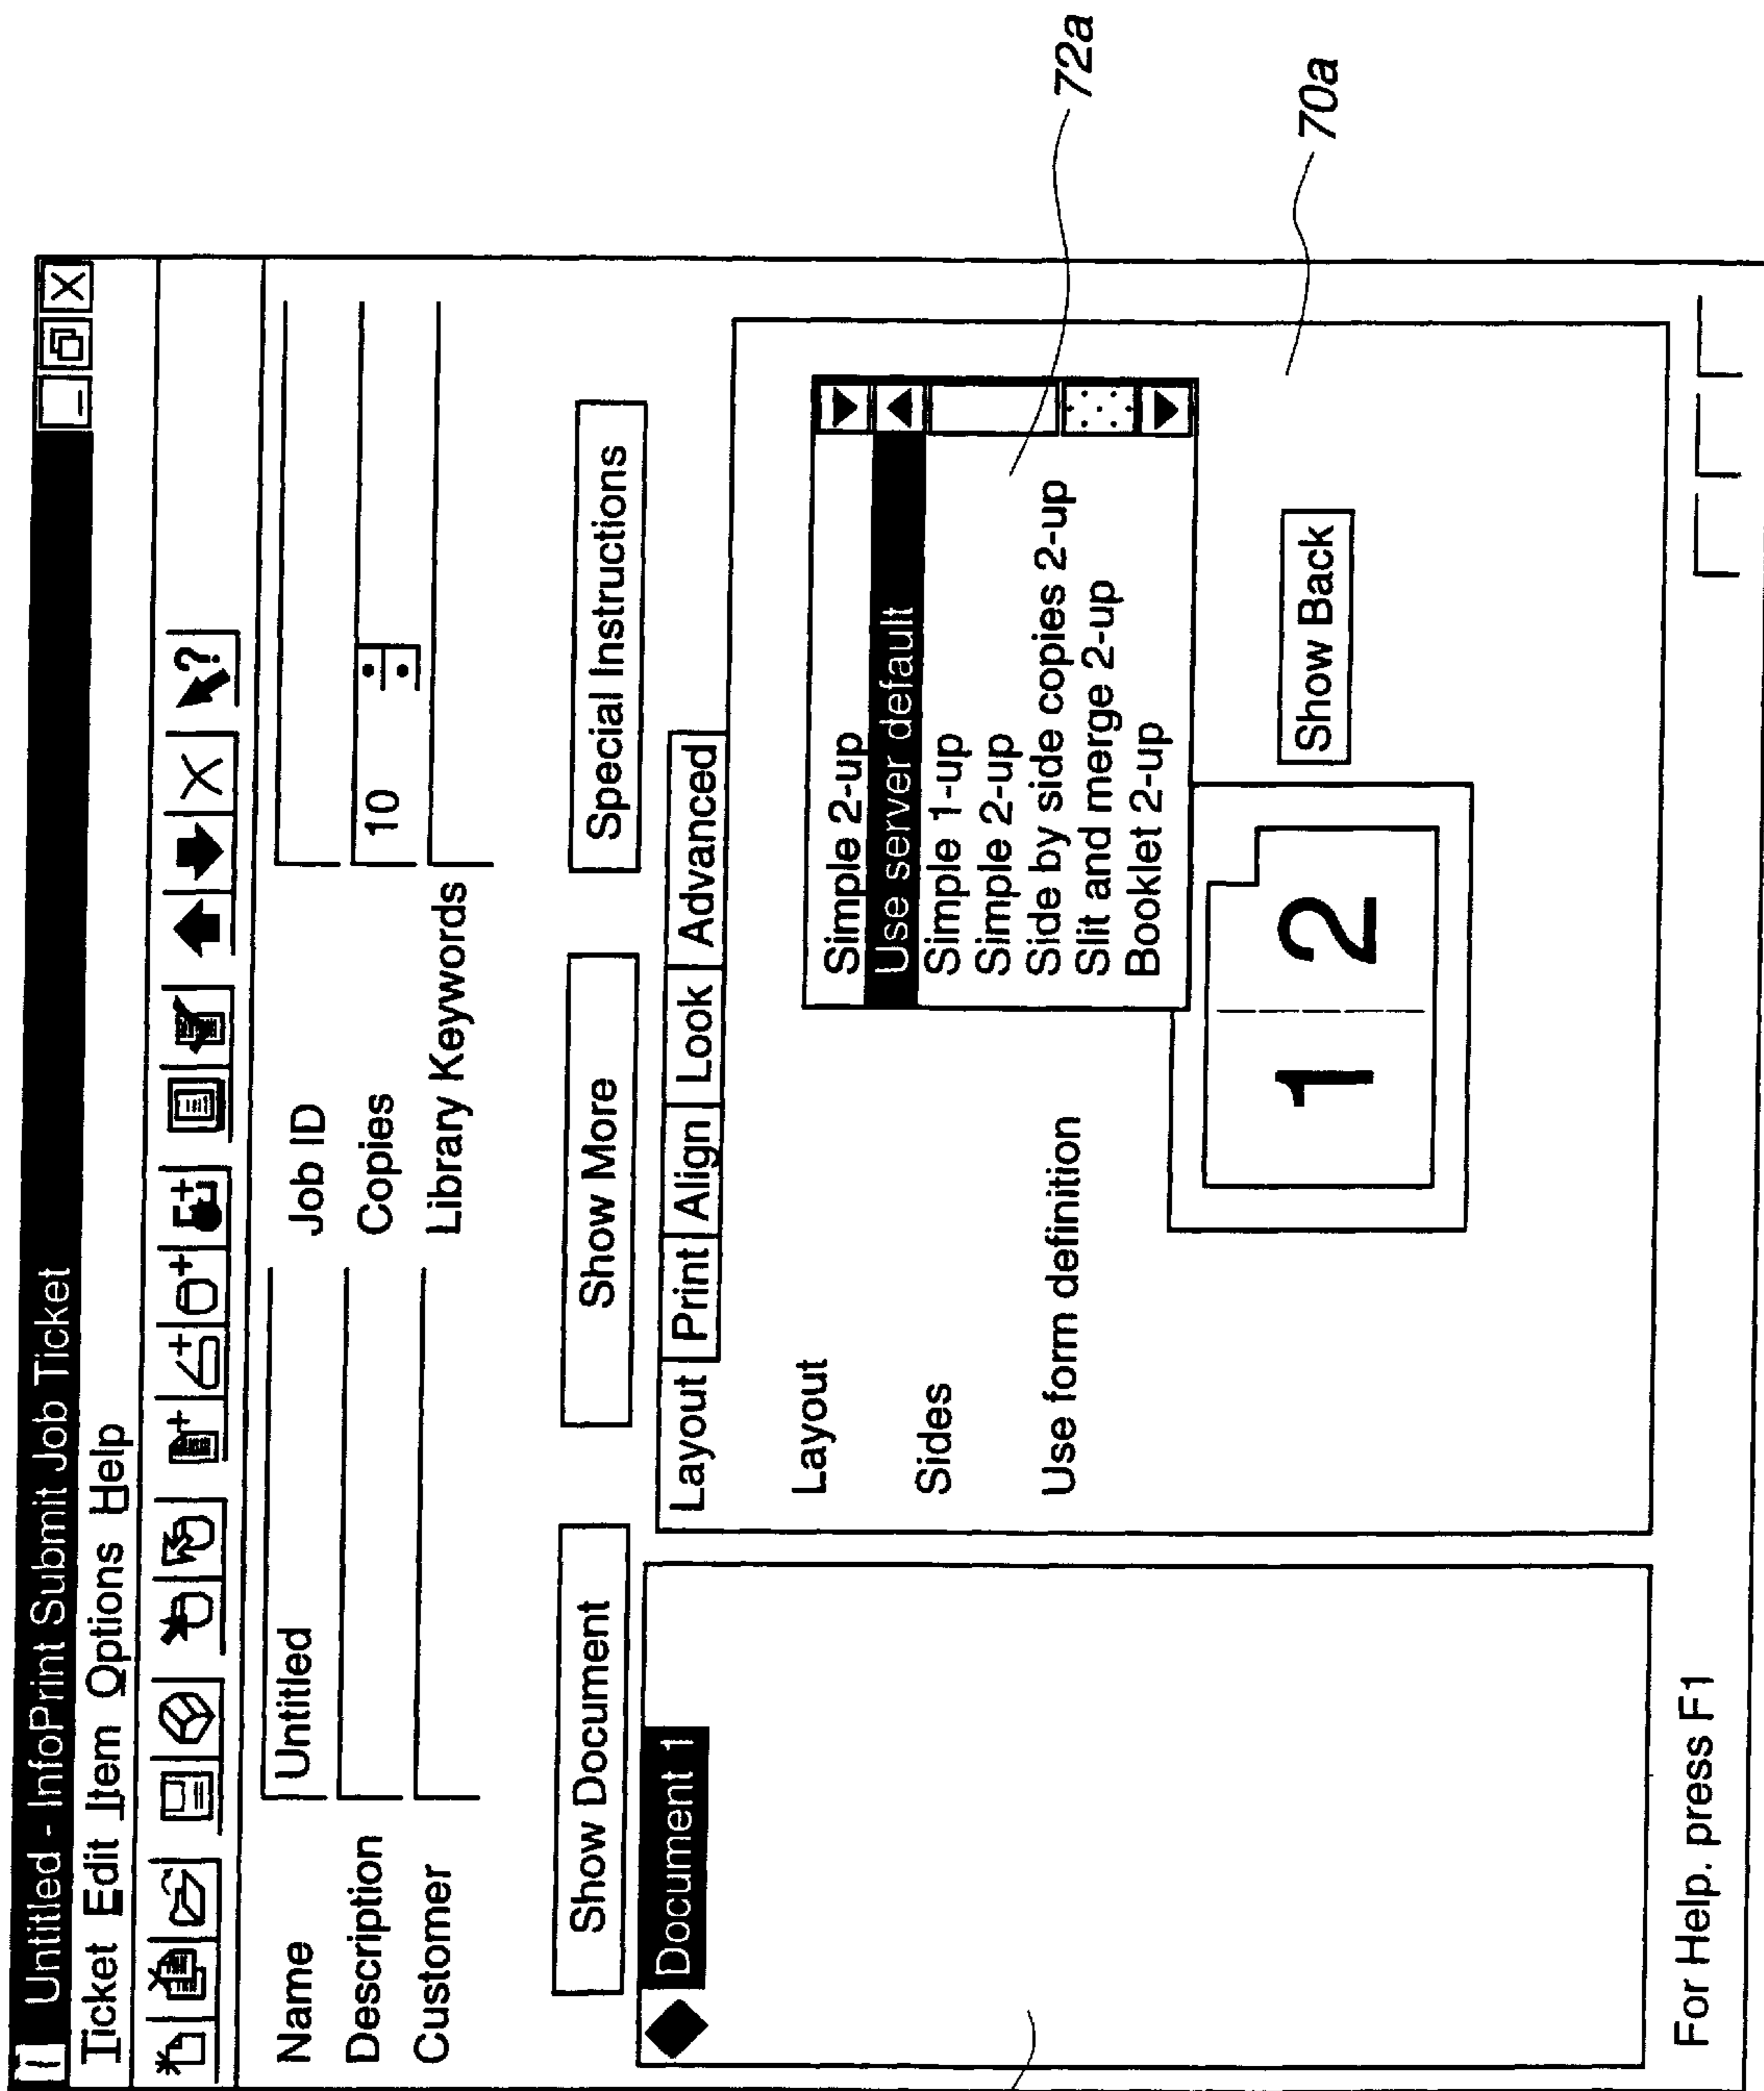 Untitled - InfoPrint Submit Job Ticket
Ticket Edit Item Options Help
Name Untitled Job ID
Description Copies 10
Customer Library Keywords
Show Document Show More Special Instructions
Document 1
Layout Print Align Look Advanced
Layout Simple 2-up
Use server default
Simple 1-up
Sides Simple 2-up
Side by side copies 2-up
Use form definition Slit and merge 2-up
Booklet 2-up
1 2
Show Back
For Help. press F1
72a
70a